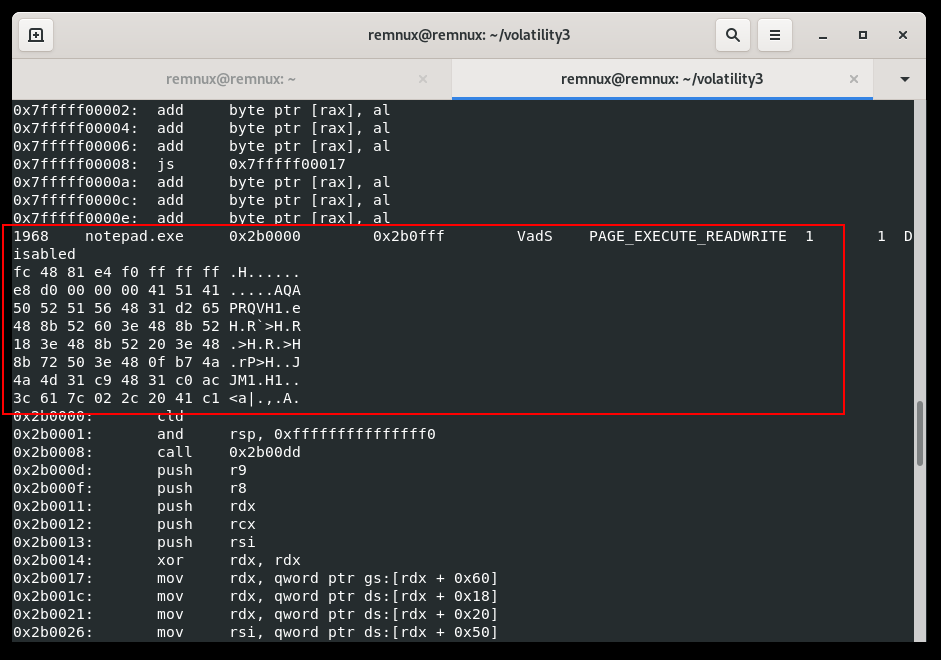 remnux@remnux: ~/volatility3
remnux@remnux: ~
remnux@remnux: ~/volatility3
0x7fffff00002:  add     byte ptr [rax], al
0x7fffff00004:  add     byte ptr [rax], al
0x7fffff00006:  add     byte ptr [rax], al
0x7fffff00008:  js      0x7fffff00017
0x7fffff0000a:  add     byte ptr [rax], al
0x7fffff0000c:  add     byte ptr [rax], al
0x7fffff0000e:  add     byte ptr [rax], al
1968    notepad.exe     0x2b0000        0x2b0fff        VadS    PAGE_EXECUTE_READWRITE  1       1  D
isabled
fc 48 81 e4 f0 ff ff ff .H......
e8 d0 00 00 00 41 51 41 .....AQA
50 52 51 56 48 31 d2 65 PRQVH1.e
48 8b 52 60 3e 48 8b 52 H.R`>H.R
18 3e 48 8b 52 20 3e 48 .>H.R.>H
8b 72 50 3e 48 0f b7 4a .rP>H..J
4a 4d 31 c9 48 31 c0 ac JM1.H1..
3c 61 7c 02 2c 20 41 c1 <a|.,.A.
0x2b0000:       cld
0x2b0001:       and     rsp, 0xfffffffffffffff0
0x2b0008:       call    0x2b00dd
0x2b000d:       push    r9
0x2b000f:       push    r8
0x2b0011:       push    rdx
0x2b0012:       push    rcx
0x2b0013:       push    rsi
0x2b0014:       xor     rdx, rdx
0x2b0017:       mov     rdx, qword ptr gs:[rdx + 0x60]
0x2b001c:       mov     rdx, qword ptr ds:[rdx + 0x18]
0x2b0021:       mov     rdx, qword ptr ds:[rdx + 0x20]
0x2b0026:       mov     rsi, qword ptr ds:[rdx + 0x50]